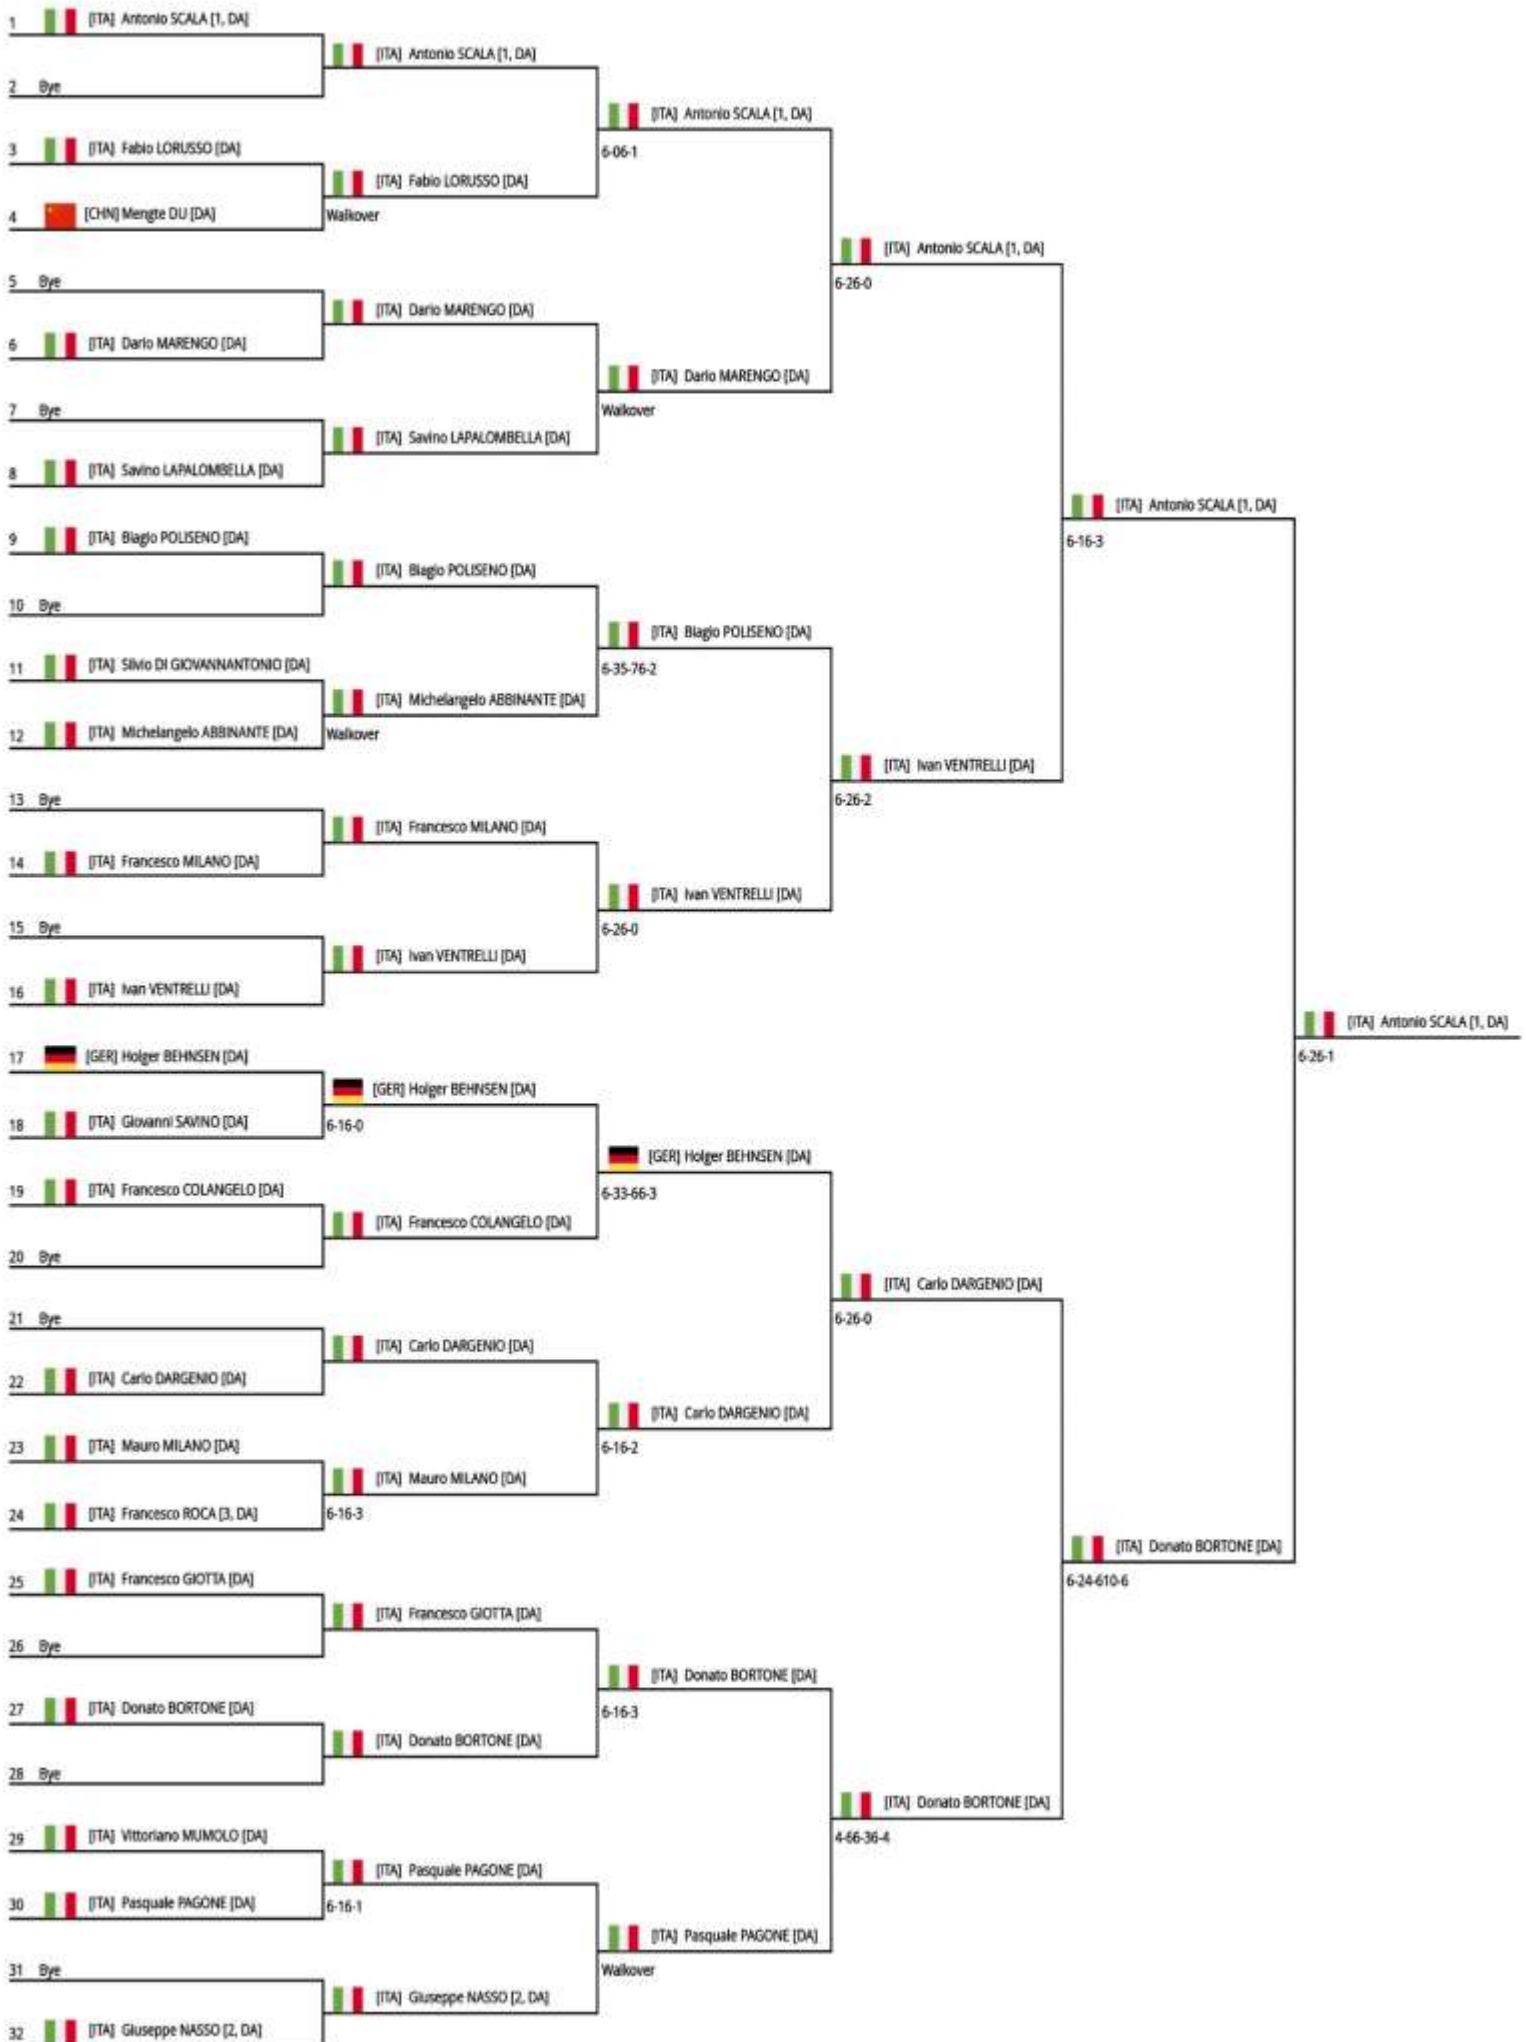 1 [ITA] Antonio SCALA [1, DA]
[ITA] Antonio SCALA [1, DA]
2 Bye
[ITA] Antonio SCALA [1, DA]
3 [ITA] Fabio LORUSSO [DA]
6-06-1
[ITA] Fabio LORUSSO [DA]
4 [CHN] Mengte DU [DA]
Walkover
[ITA] Antonio SCALA [1, DA]
5 Bye
6-26-0
[ITA] Dario MARENGO [DA]
6 [ITA] Dario MARENGO [DA]
[ITA] Dario MARENGO [DA]
7 Bye
Walkover
[ITA] Savino LAPALOMBELLA [DA]
8 [ITA] Savino LAPALOMBELLA [DA]
[ITA] Antonio SCALA [1, DA]
9 [ITA] Biagio POLISENO [DA]
6-16-3
[ITA] Biagio POLISENO [DA]
10 Bye
[ITA] Biagio POLISENO [DA]
11 [ITA] Silvio DI GIOVANNANTONIO [DA]
6-35-76-2
[ITA] Michelangelo ABBINANTE [DA]
12 [ITA] Michelangelo ABBINANTE [DA]
Walkover
[ITA] Ivan VENTRELLI [DA]
13 Bye
6-26-2
[ITA] Francesco MILANO [DA]
14 [ITA] Francesco MILANO [DA]
[ITA] Ivan VENTRELLI [DA]
15 Bye
6-26-0
[ITA] Ivan VENTRELLI [DA]
16 [ITA] Ivan VENTRELLI [DA]
[ITA] Antonio SCALA [1, DA]
17 [GER] Holger BEHNSEN [DA]
6-26-1
[GER] Holger BEHNSEN [DA]
18 [ITA] Giovanni SAVINO [DA]
6-16-0
[GER] Holger BEHNSEN [DA]
19 [ITA] Francesco COLANGELO [DA]
6-33-66-3
[ITA] Francesco COLANGELO [DA]
20 Bye
[ITA] Carlo DARGENIO [DA]
21 Bye
6-26-0
[ITA] Carlo DARGENIO [DA]
22 [ITA] Carlo DARGENIO [DA]
[ITA] Carlo DARGENIO [DA]
23 [ITA] Mauro MILANO [DA]
6-16-2
[ITA] Mauro MILANO [DA]
24 [ITA] Francesco ROCA [3, DA]
6-16-3
[ITA] Donato BORTONE [DA]
25 [ITA] Francesco GIOTTA [DA]
6-24-610-6
[ITA] Francesco GIOTTA [DA]
26 Bye
[ITA] Donato BORTONE [DA]
27 [ITA] Donato BORTONE [DA]
6-16-3
[ITA] Donato BORTONE [DA]
28 Bye
[ITA] Donato BORTONE [DA]
29 [ITA] Vittoriano MUMOLO [DA]
4-66-36-4
[ITA] Pasquale PAGONE [DA]
30 [ITA] Pasquale PAGONE [DA]
6-16-1
[ITA] Pasquale PAGONE [DA]
31 Bye
Walkover
[ITA] Giuseppe NASSO [2, DA]
32 [ITA] Giuseppe NASSO [2, DA]